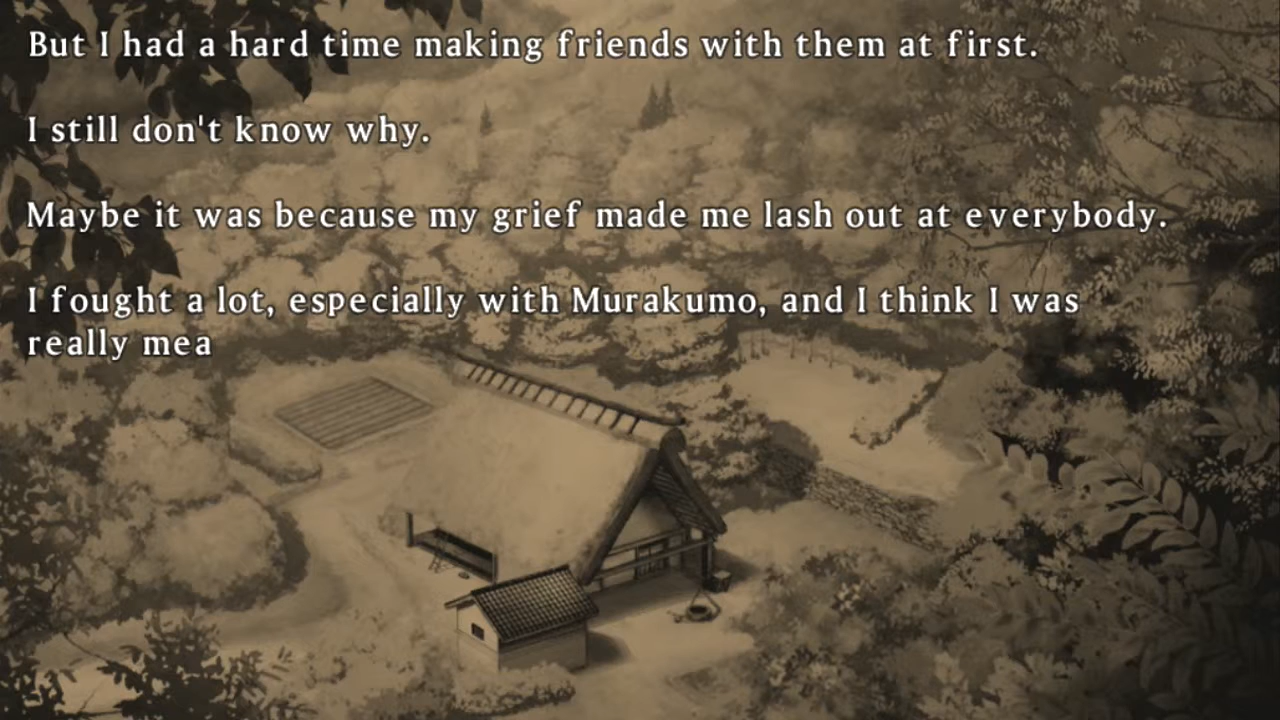 But I had a hard time making friends with them at first.
I still don't know why.
Maybe it was because my grief made me lash out at everybody.
I fought a lot, especially with Murakumo, and I think I was
really mea